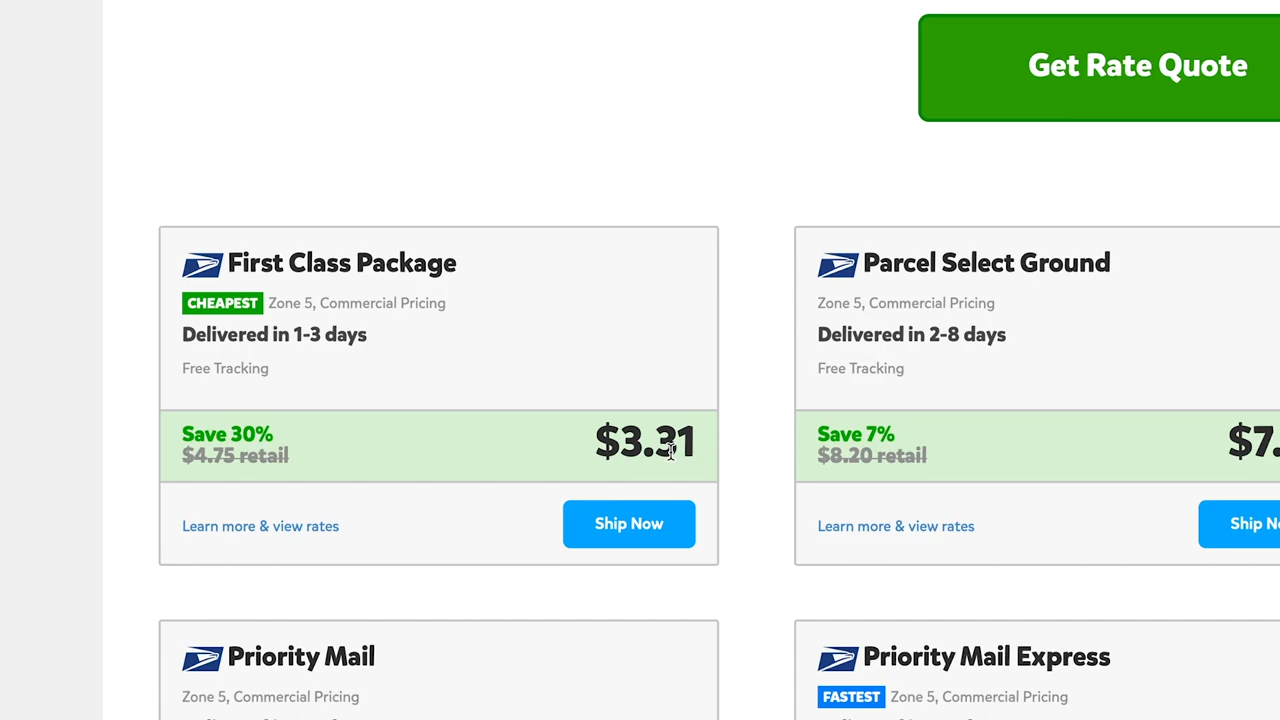 Get Rate Quote
First Class Package
CHEAPEST Zone 5, Commercial Pricing
Delivered in 1-3 days
Free Tracking
Save 30%
$4.75 retail
$3.31
Learn more & view rates
Ship Now
Parcel Select Ground
Zone 5, Commercial Pricing
Delivered in 2-8 days
Free Tracking
Save 7%
$8.20 retail
$7.
Learn more & view rates
Ship
Priority Mail
Zone 5, Commercial Pricing
Priority Mail Express
FASTEST Zone 5, Commercial Pricing